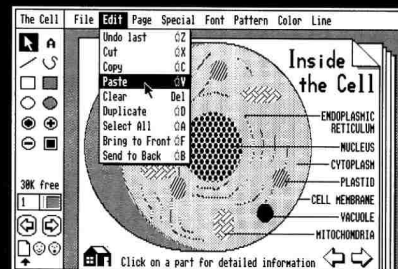 The Cell File Edit Page Special Font Pattern Color Line
Undo last ⇧Z
Cut ⇧X
Copy ⇧C
Paste ⇧V
Clear Del
Duplicate ⇧D
Select All ⇧A
Bring to Front ⇧F
Send to Back ⇧B
A
30K free
1
Inside
the Cell
ENDOPLASMIC
RETICULUM
NUCLEUS
CYTOPLASM
PLASTID
CELL MEMBRANE
VACUOLE
MITOCHONDRIA
Click on a part for detailed information